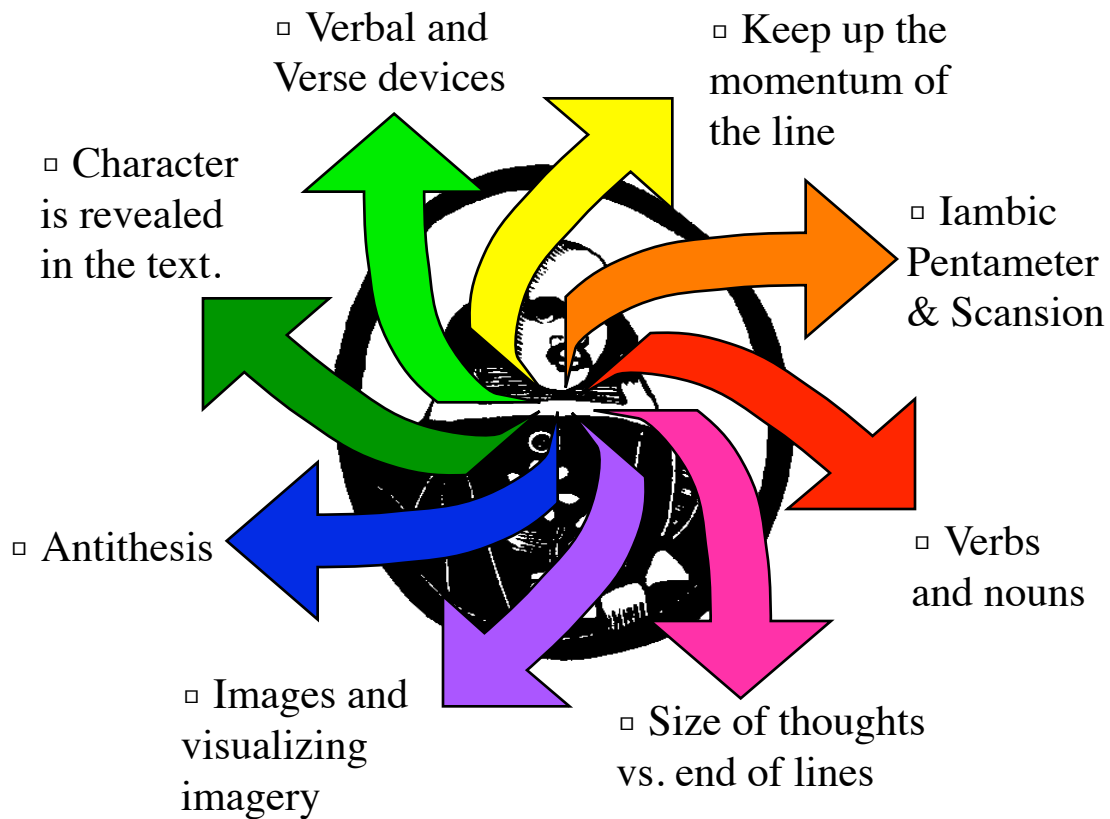 ▫ Verbal and
Verse devices
▫ Keep up the
momentum of
the line
▫ Iambic
Pentameter
& Scansion
▫ Verbs
and nouns
▫ Size of thoughts
vs. end of lines
▫ Images and
visualizing
imagery
▫ Antithesis
▫ Character
is revealed
in the text.